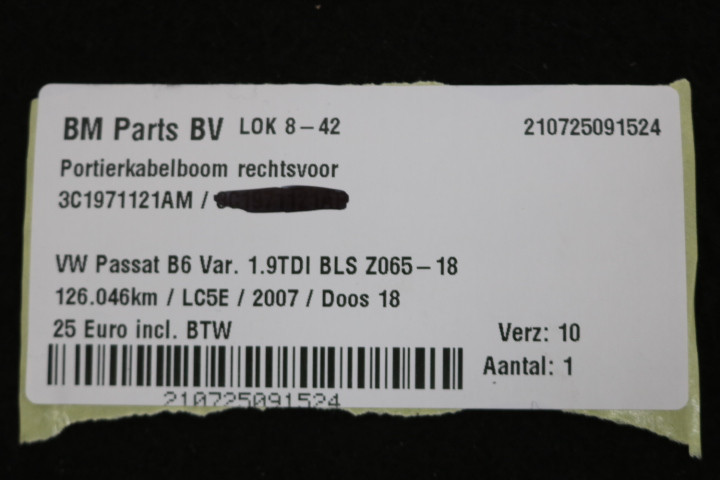 BM Parts BV LOK 8-42 210725091524
Portierkabelboom rechtsvoor
3C1971121AM /
VW Passat B6 Var. 1.9TDI BLS Z065-18
126.046km / LC5E / 2007 / Doos 18
25 Euro incl. BTW Verz: 10
Aantal: 1
210725091524